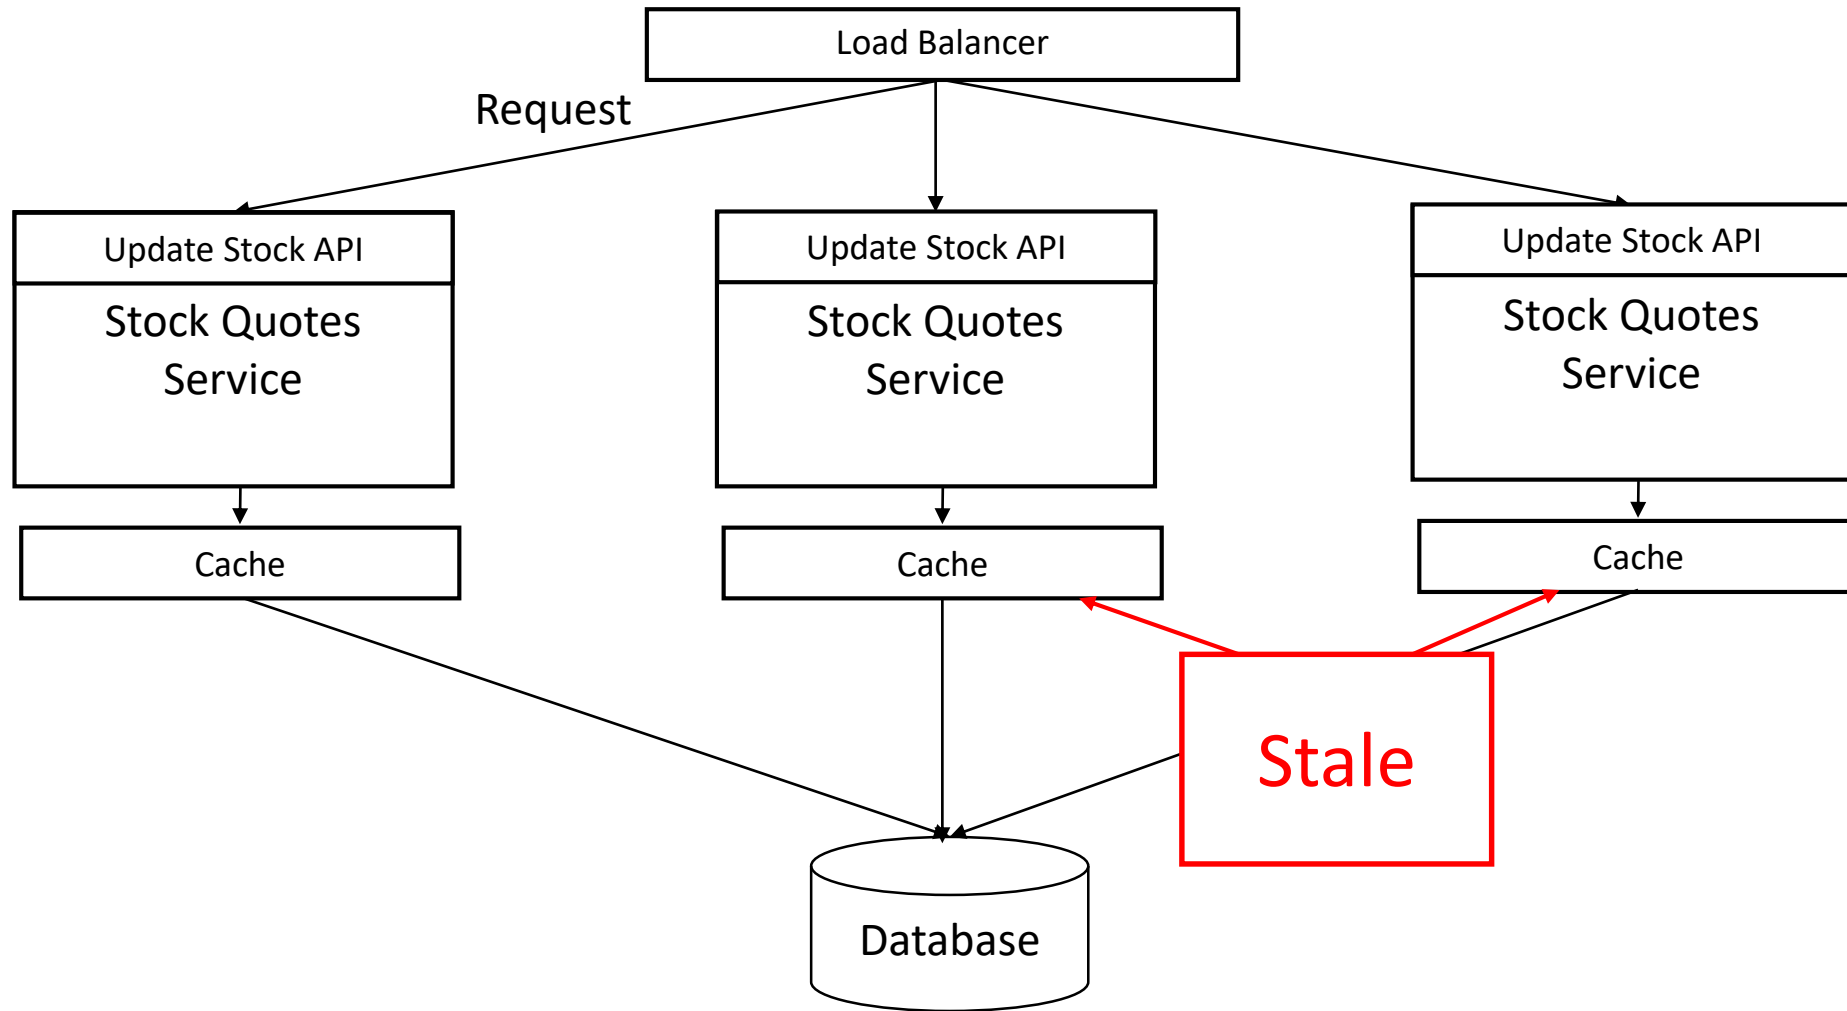 Load Balancer
Request
Update Stock API
Stock Quotes
Service
Cache
Update Stock API
Stock Quotes
Service
Cache
Update Stock API
Stock Quotes
Service
Cache
Stale
Database